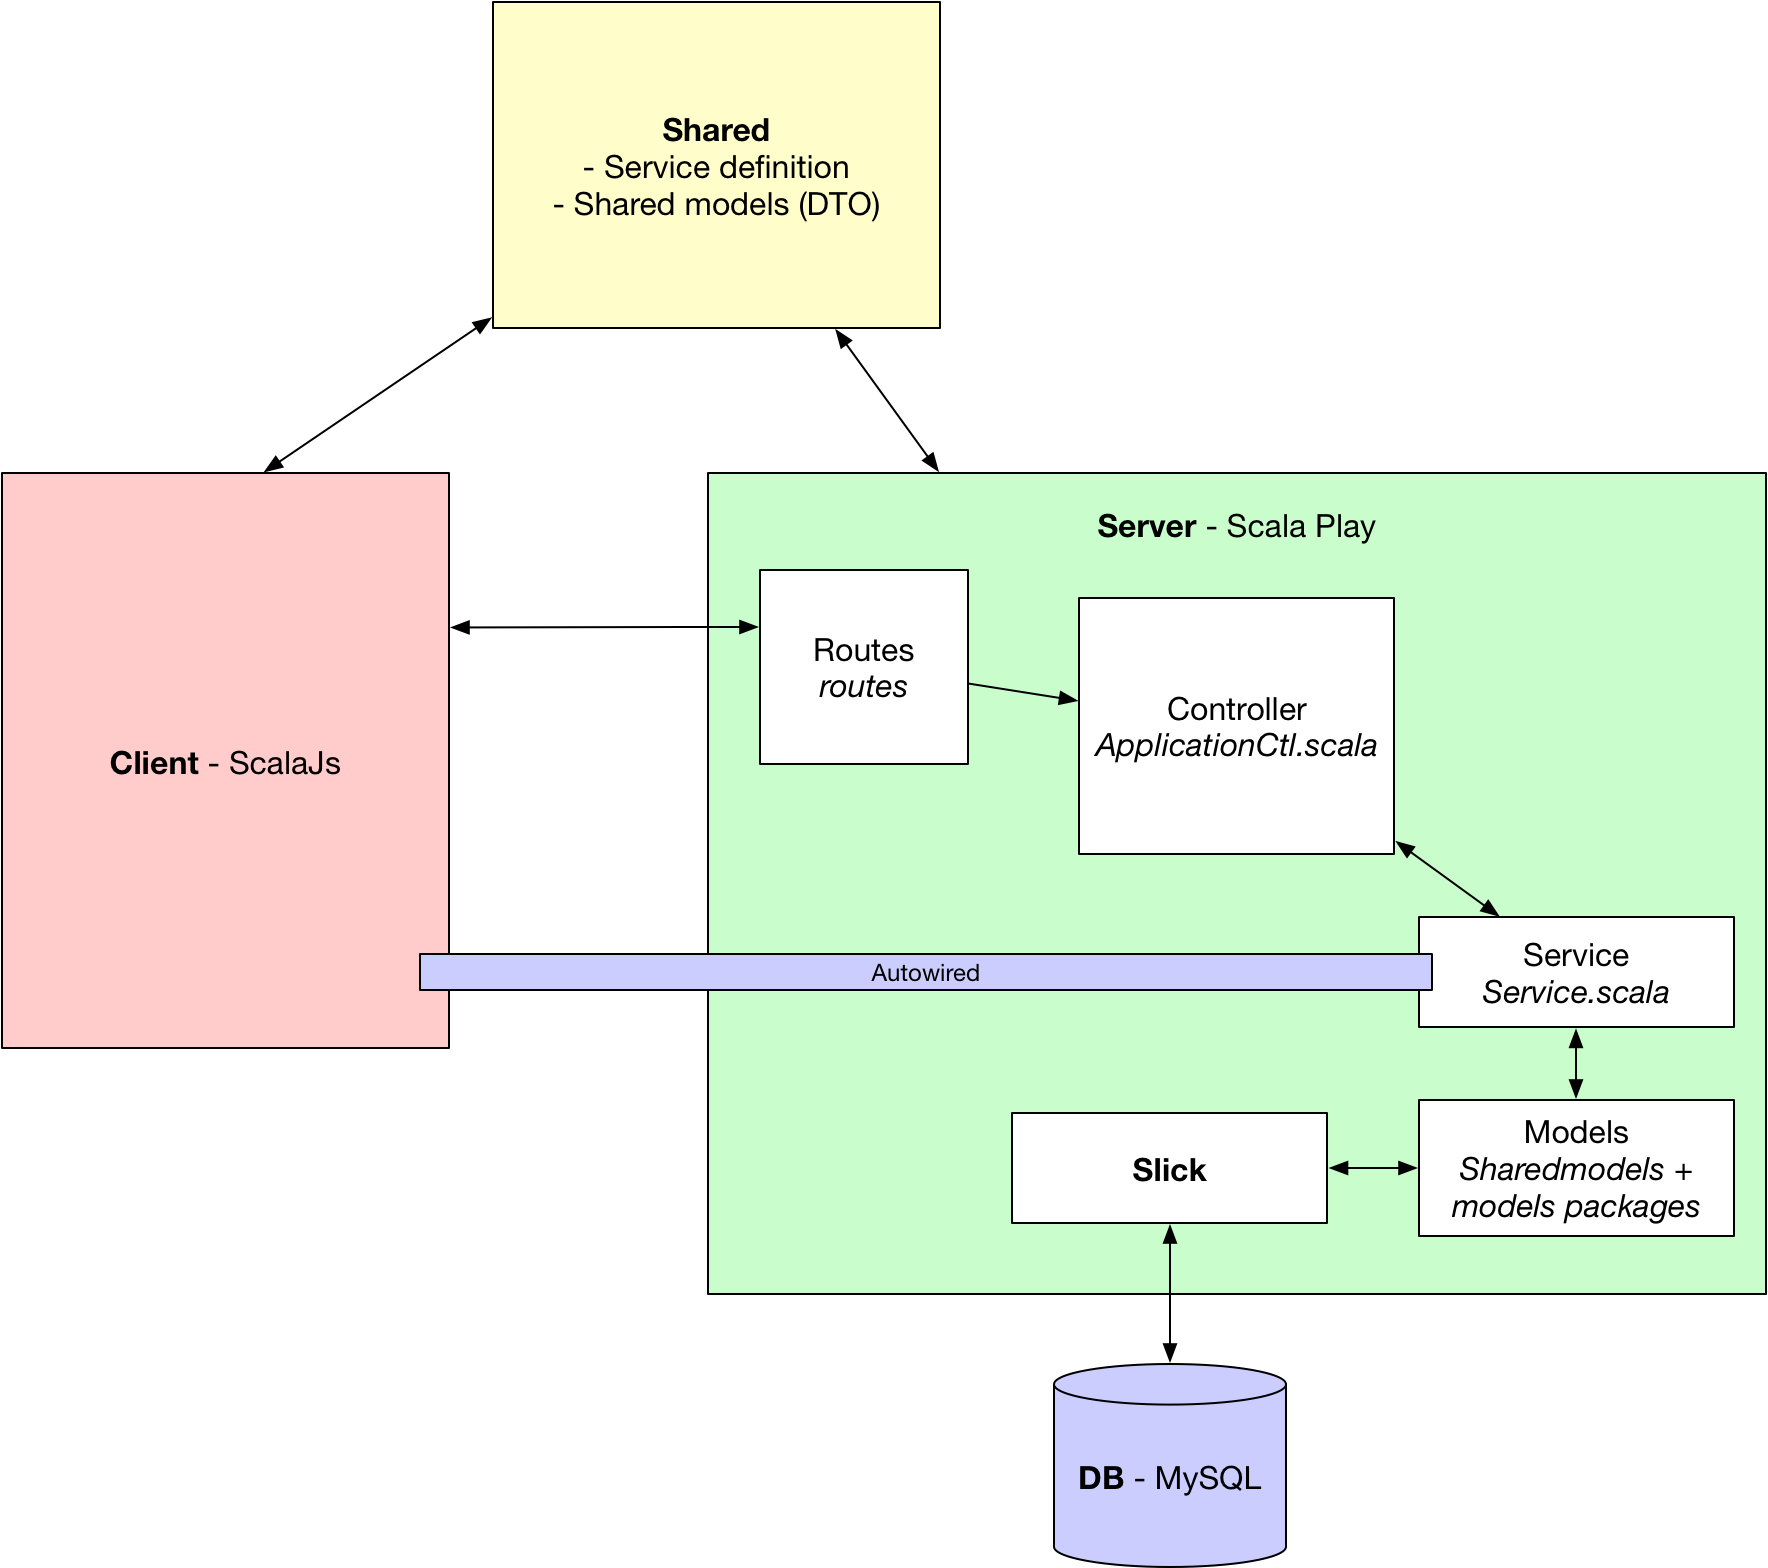 Shared
- Service definition
- Shared models (DTO)
Server - Scala Play
Routes
routes
Controller
ApplicationCtl.scala
Client - ScalaJs
Autowired
Service
Service.scala
Models
Sharedmodels +
models packages
Slick
DB - MySQL